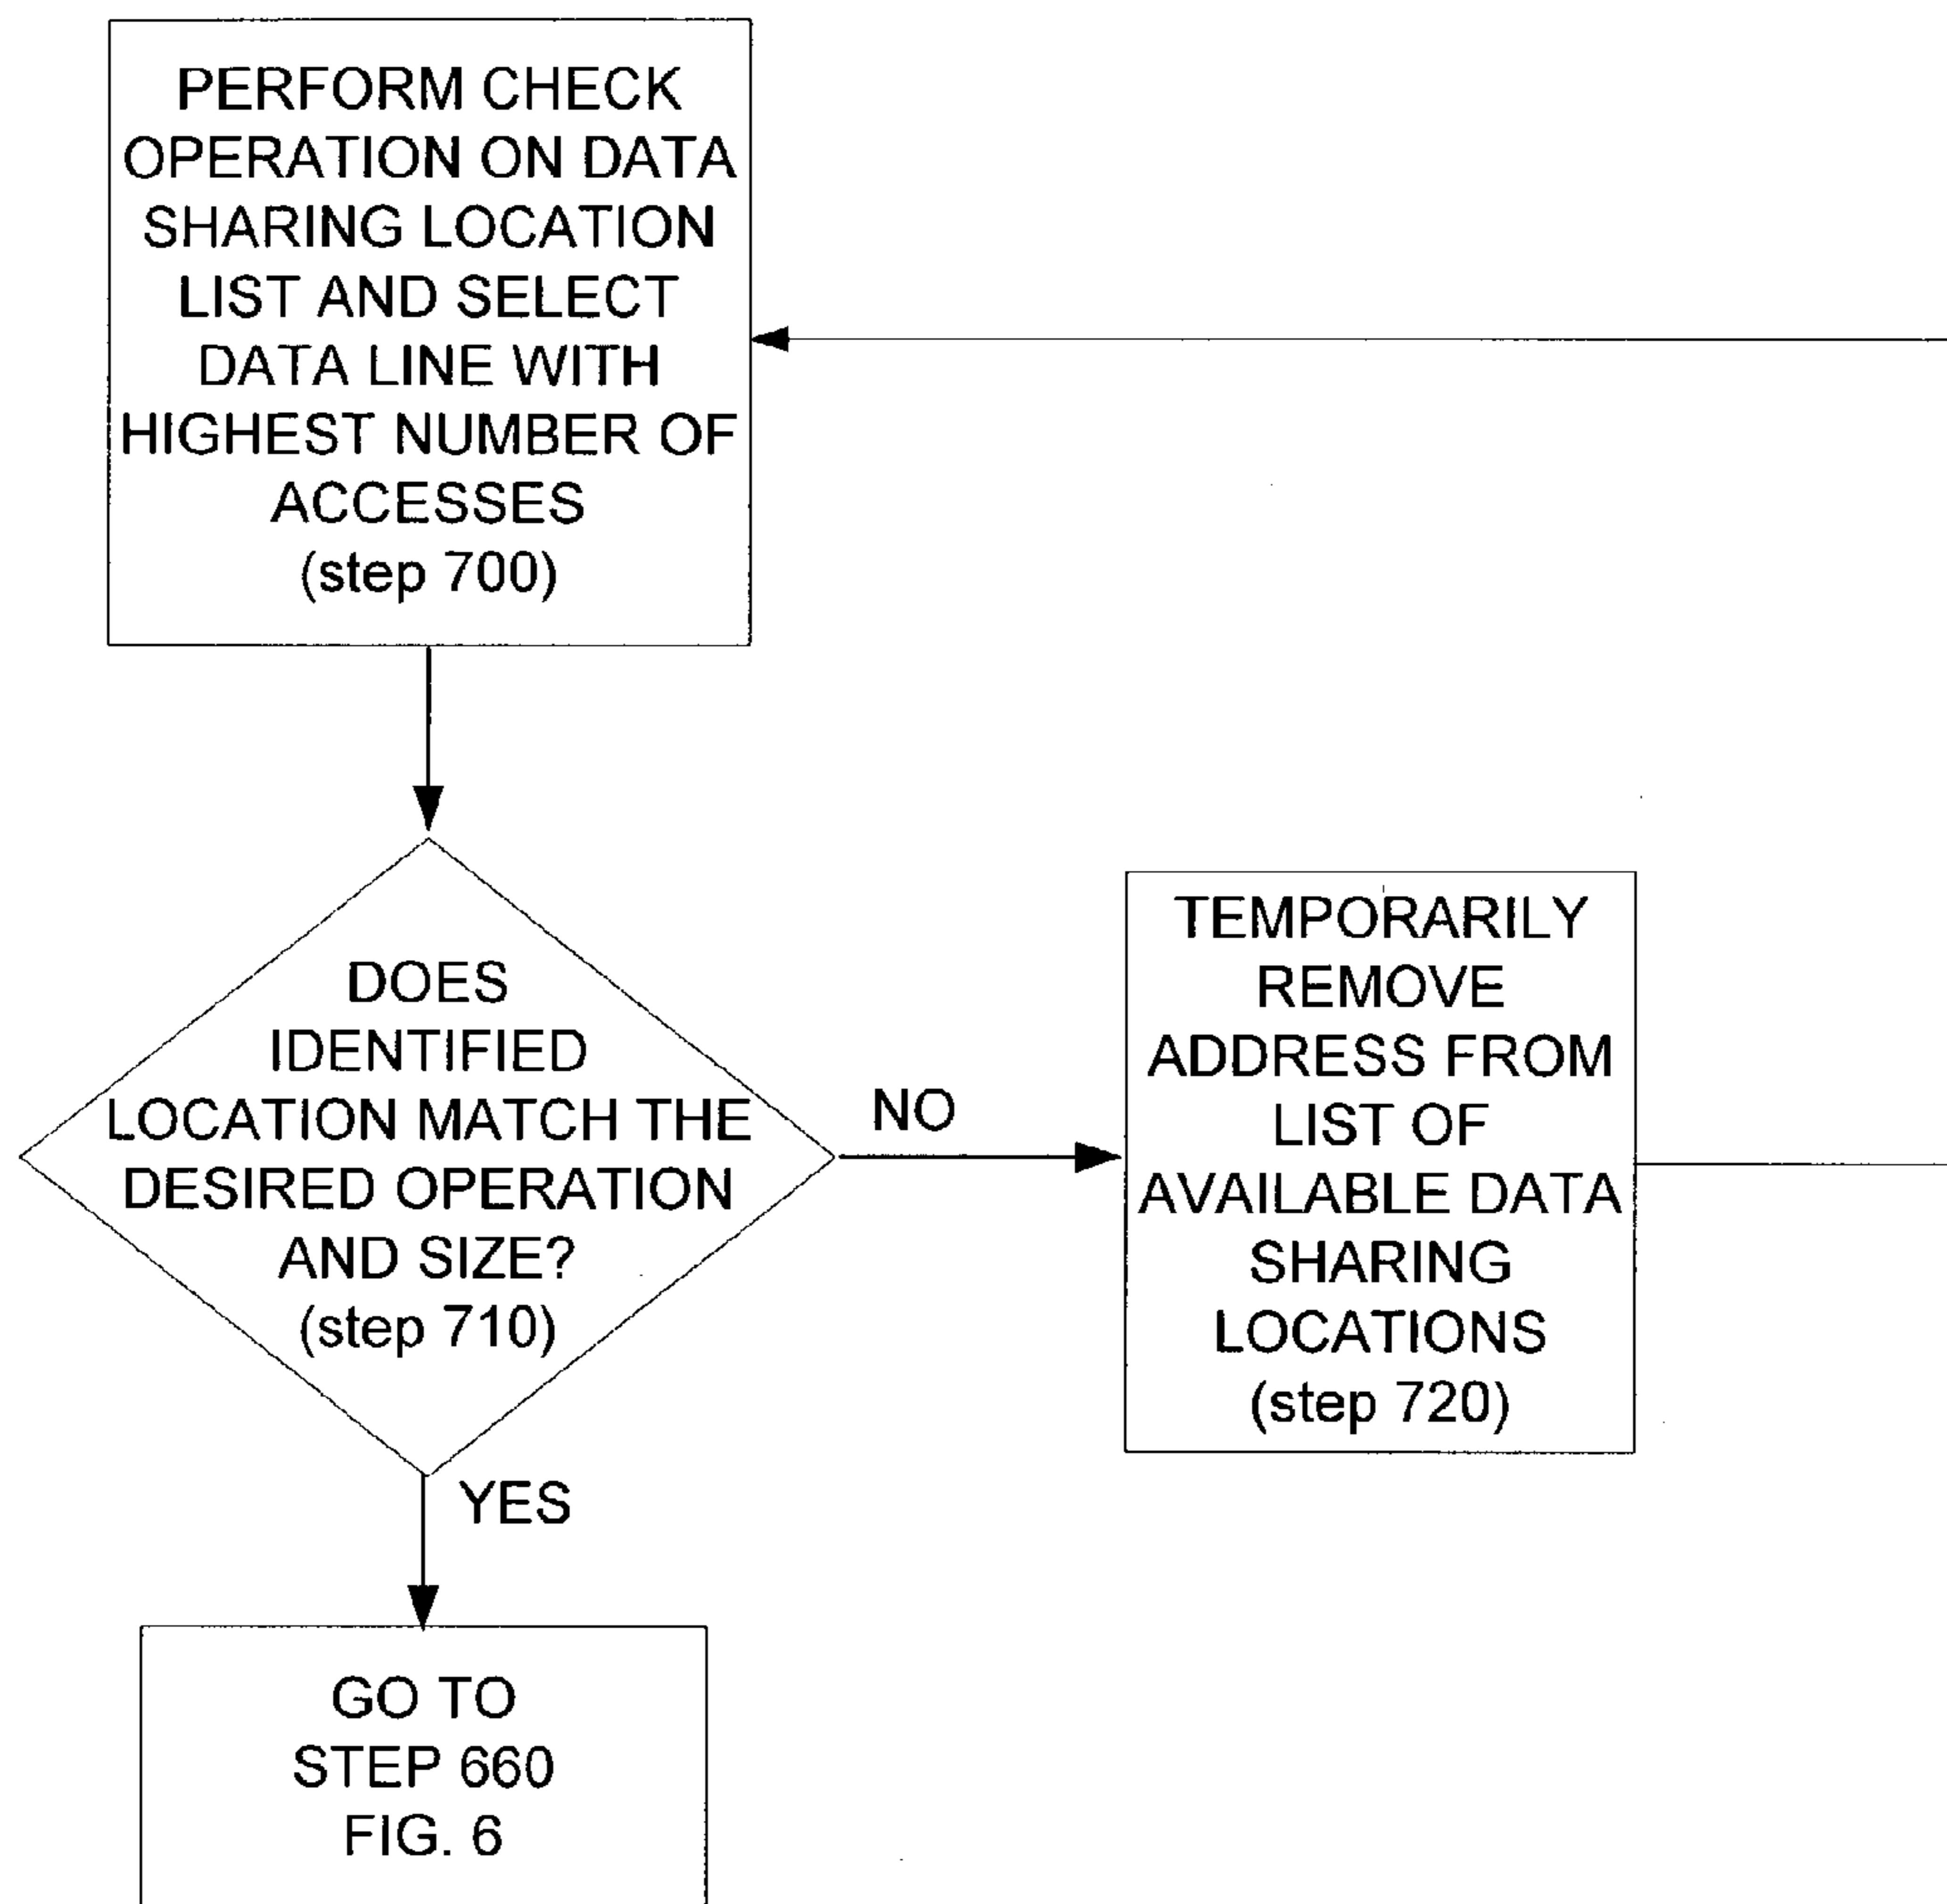 PERFORM CHECK
OPERATION ON DATA
SHARING LOCATION
LIST AND SELECT
DATA LINE WITH
HIGHEST NUMBER OF
ACCESSES
(step 700)
DOES
IDENTIFIED
LOCATION MATCH THE
DESIRED OPERATION
AND SIZE?
(step 710)
NO
TEMPORARILY
REMOVE
ADDRESS FROM
LIST OF
AVAILABLE DATA
SHARING
LOCATIONS
(step 720)
YES
GO TO
STEP 660
FIG. 6